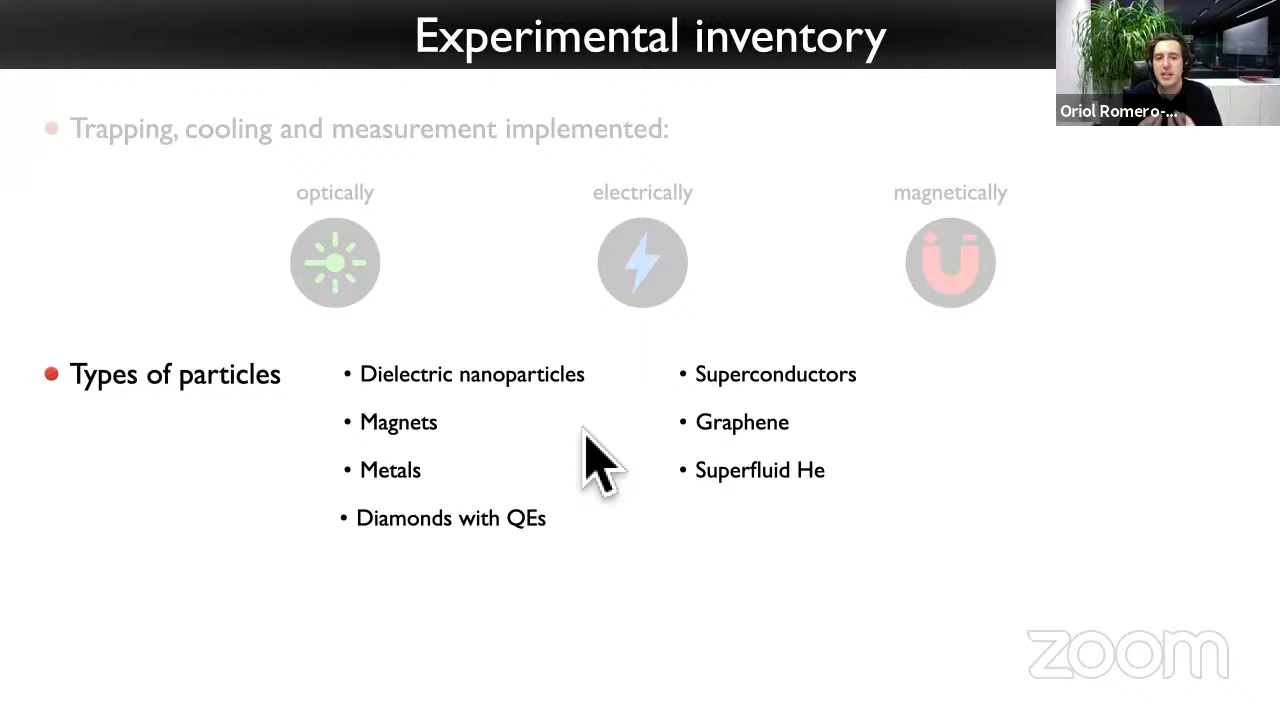 Experimental inventory
Oriol Romero-...
• Trapping, cooling and measurement implemented:
optically
electrically
magnetically
• Types of particles
• Dielectric nanoparticles
• Superconductors
• Magnets
• Graphene
• Metals
• Superfluid He
• Diamonds with QEs
zoom